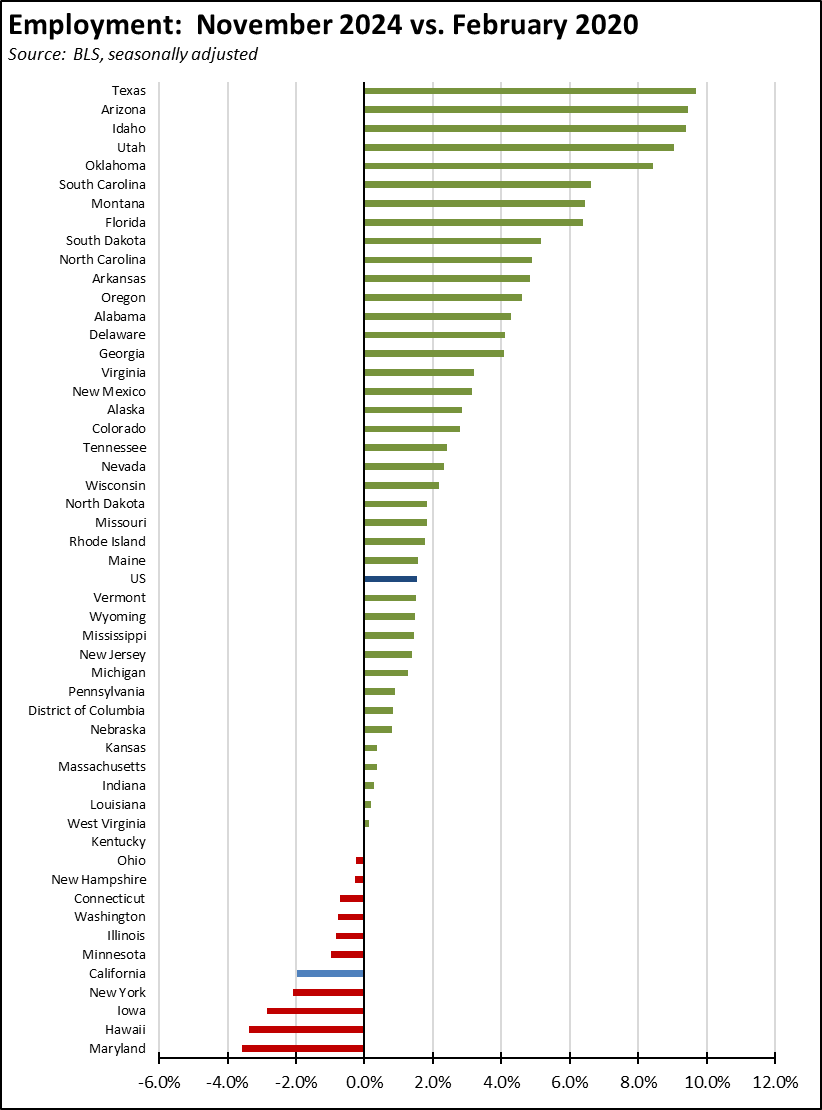 Employment:  November 2024 vs. February 2020
Source:  BLS, seasonally adjusted
Texas
Arizona
Idaho
Utah
Oklahoma
South Carolina
Montana
Florida
South Dakota
North Carolina
Arkansas
Oregon
Alabama
Delaware
Georgia
Virginia
New Mexico
Alaska
Colorado
Tennessee
Nevada
Wisconsin
North Dakota
Missouri
Rhode Island
Maine
US
Vermont
Wyoming
Mississippi
New Jersey
Michigan
Pennsylvania
District of Columbia
Nebraska
Kansas
Massachusetts
Indiana
Louisiana
West Virginia
Kentucky
Ohio
New Hampshire
Connecticut
Washington
Illinois
Minnesota
California
New York
Iowa
Hawaii
Maryland
-6.0% -4.0% -2.0% 0.0% 2.0% 4.0% 6.0% 8.0% 10.0% 12.0%